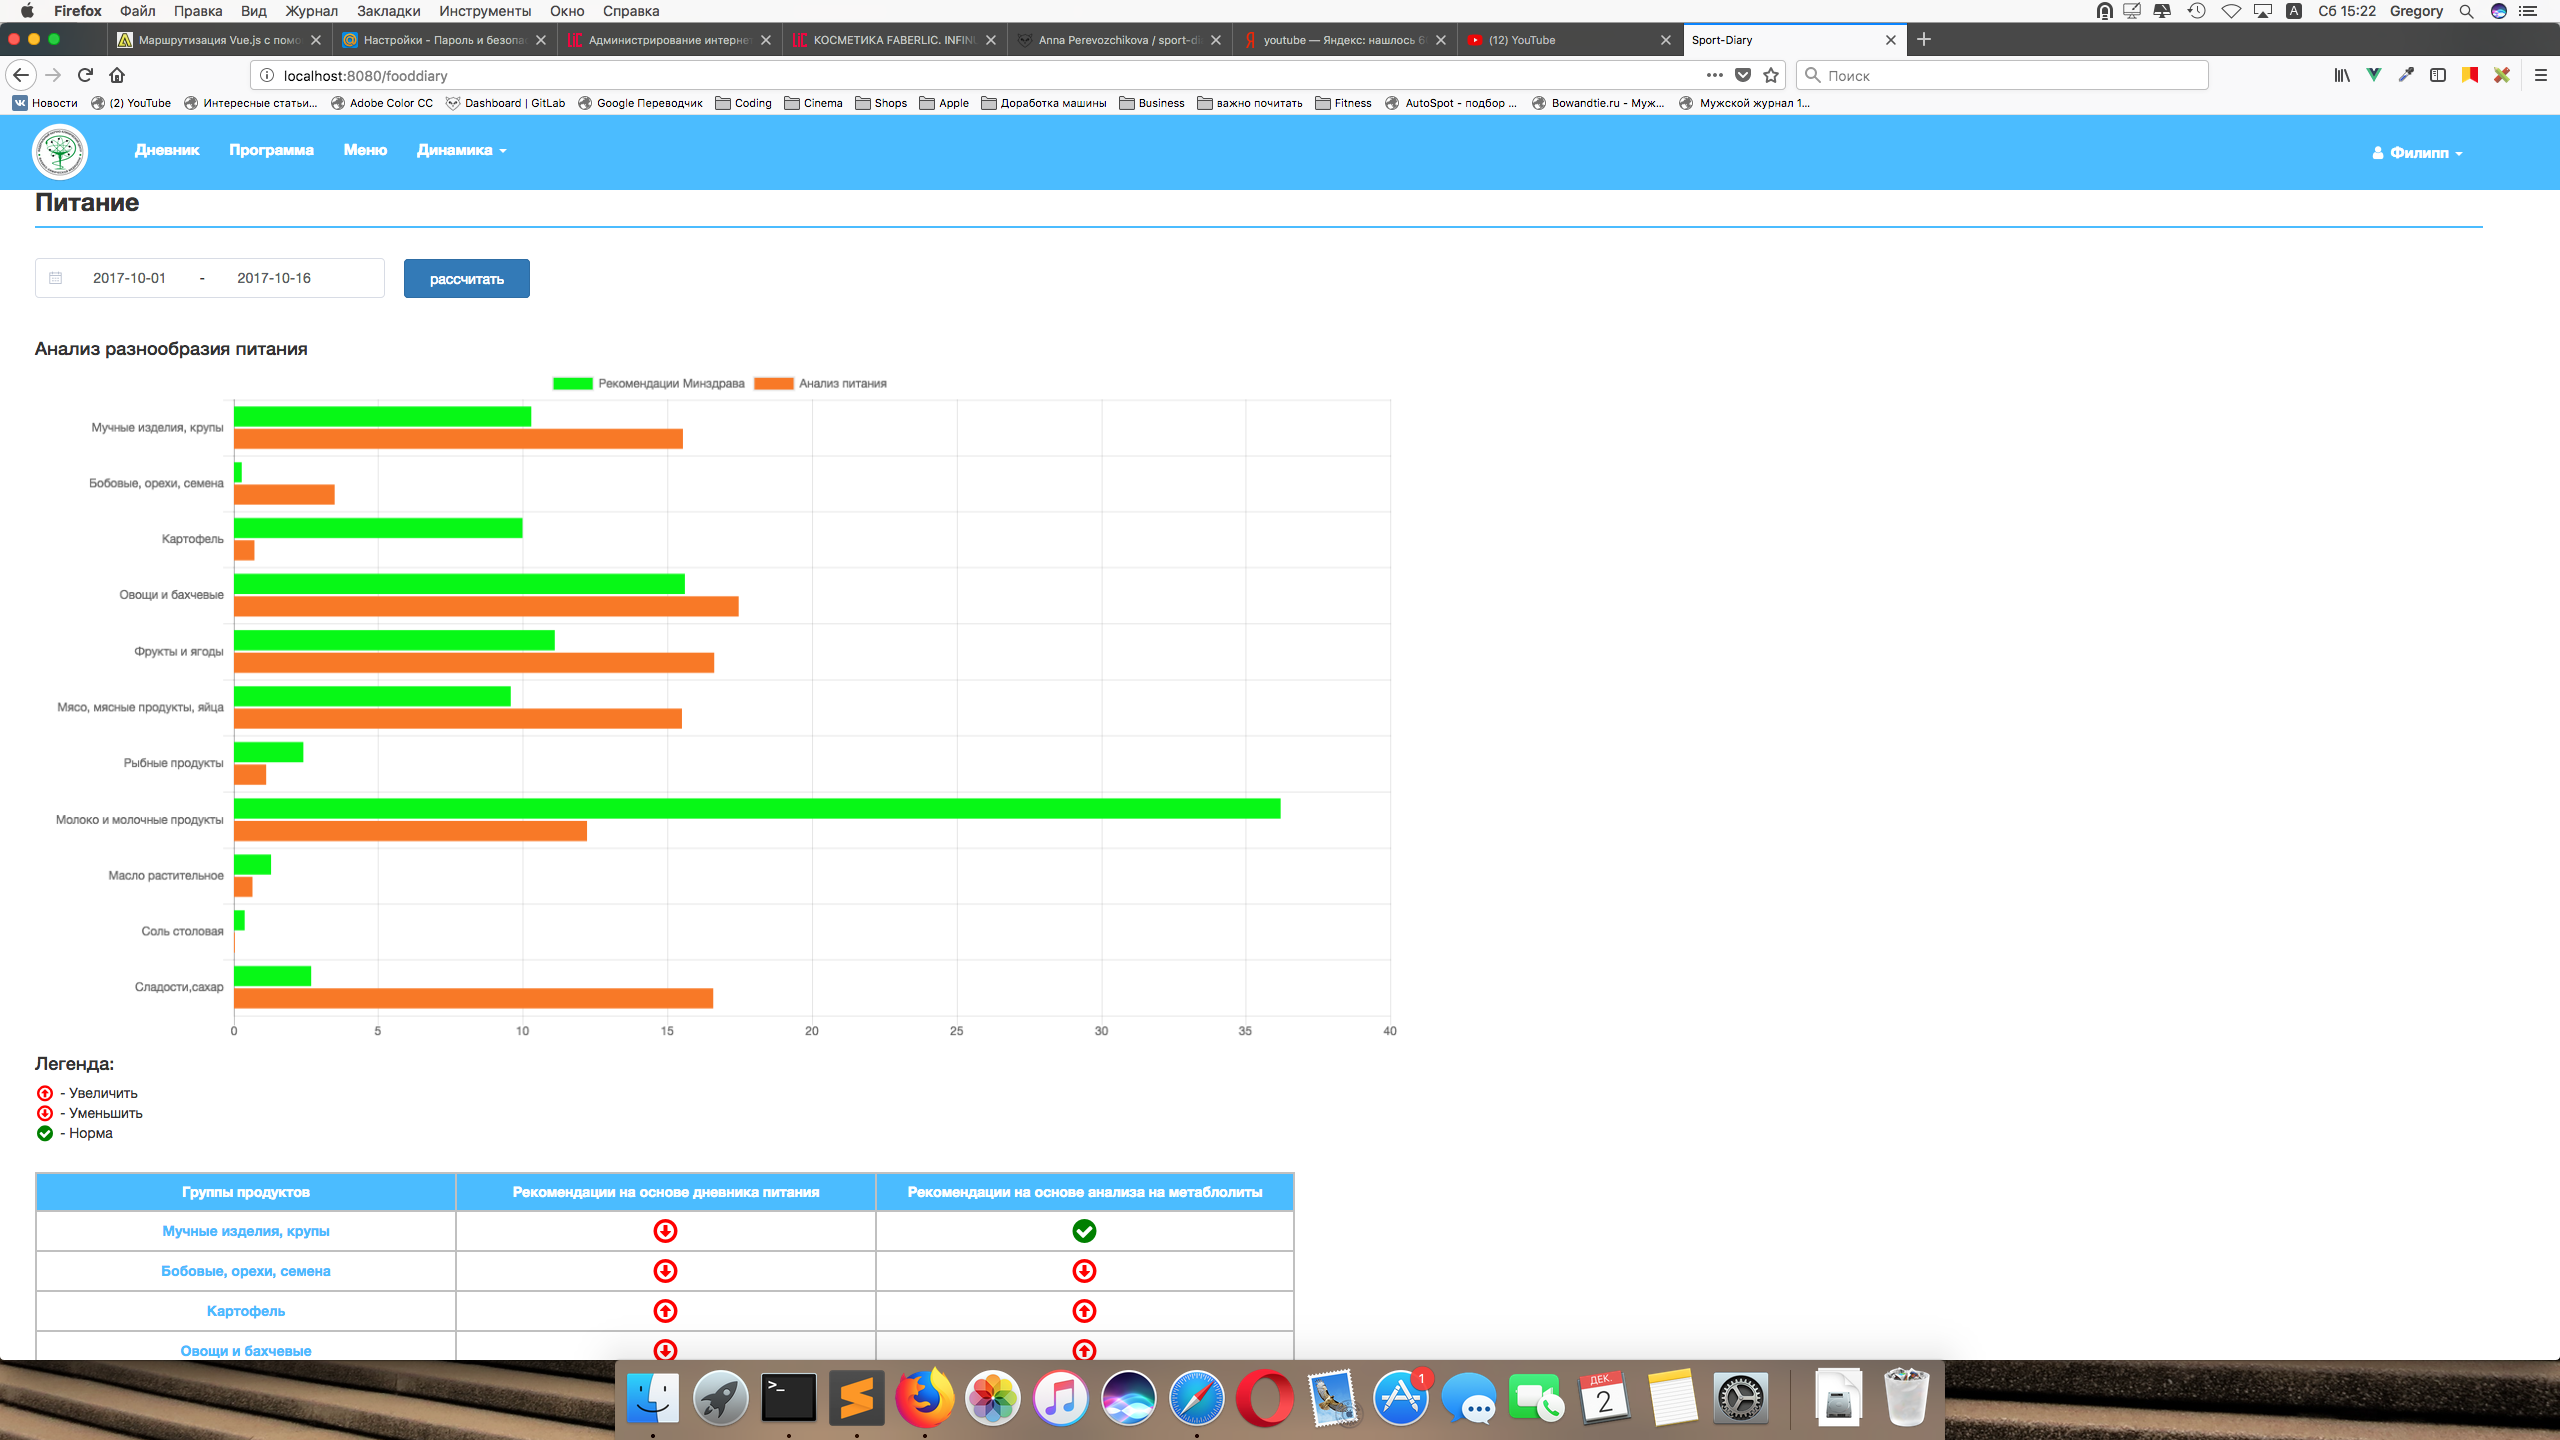 Firefox Файл Правка Вид Журнал Закладки Инструменты Окно Справка
A Сб 15:22 Gregory
Маршрутизация Vue.js с помо
Настройки - Пароль и безопа
Администрирование интернет
КОСМЕТИКА FABERLIC. INFIN
Anna Perevozchikova / sport-di
youtube — Яндекс: нашлось 6
(12) YouTube
Sport-Diary
localhost:8080/fooddiary
Поиск
Новости (2) YouTube Интересные статьи... Adobe Color CC Dashboard | GitLab Google Переводчик Coding Cinema Shops Apple Доработка машины Business важно почитать Fitness AutoSpot - подбор ... Bowandtie.ru - Муж... Мужской журнал 1...
Дневник Программа Меню Динамика Филипп
Питание
2017-10-01 - 2017-10-16 рассчитать
Анализ разнообразия питания
Рекомендации Минздрава Анализ питания
Мучные изделия, крупы
Бобовые, орехи, семена
Картофель
Овощи и бахчевые
Фрукты и ягоды
Мясо, мясные продукты, яйца
Рыбные продукты
Молоко и молочные продукты
Масло растительное
Соль столовая
Сладости,сахар
0 5 10 15 20 25 30 35 40
Легенда:
- Увеличить
- Уменьшить
- Норма
Группы продуктов Рекомендации на основе дневника питания Рекомендации на основе анализа на метаблолиты
Мучные изделия, крупы
Бобовые, орехи, семена
Картофель
Овощи и бахчевые
>_
1
ДЕК.
2